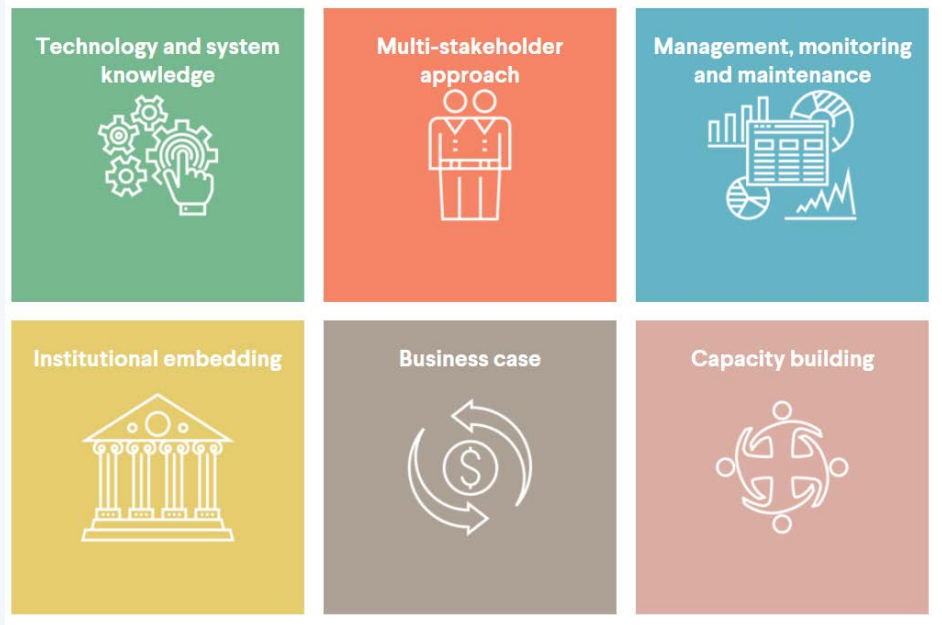 Technology and system
knowledge
Multi-stakeholder
approach
Management, monitoring
and maintenance
Institutional embedding
Business case
$
Capacity building